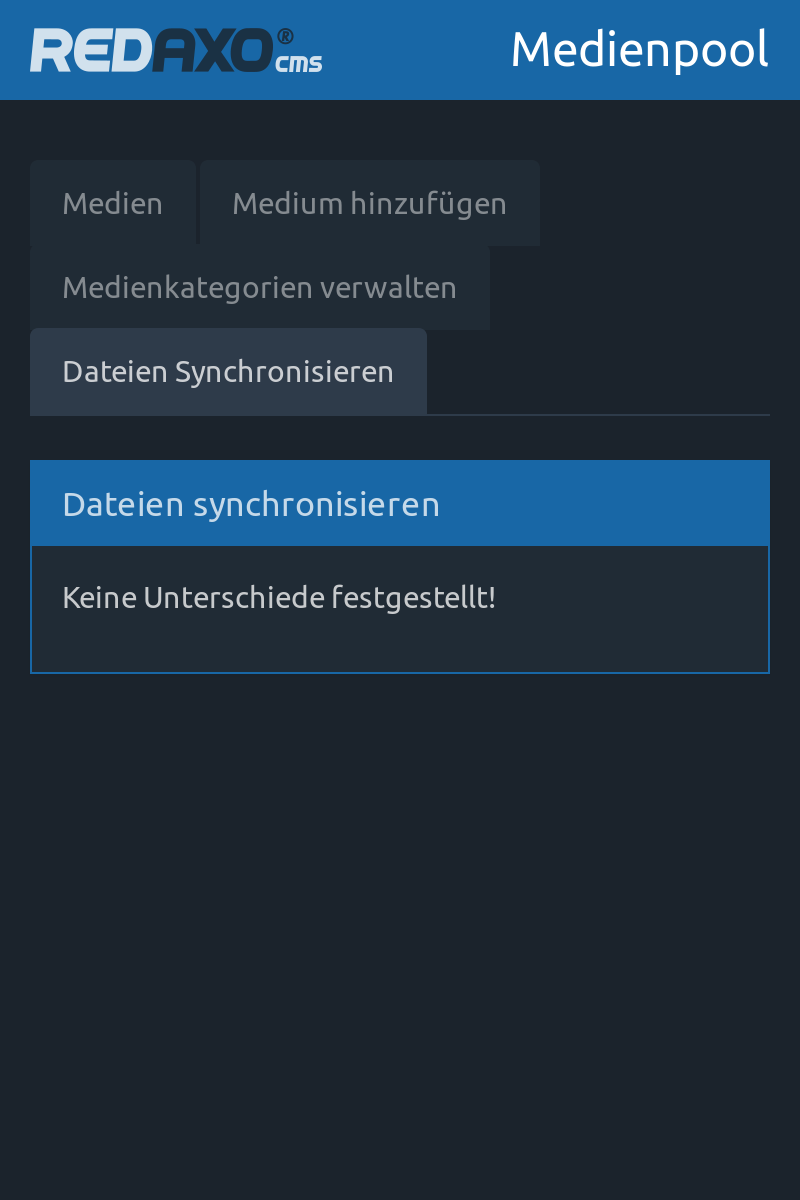 REDAXO® cms
Medienpool
Medien
Medium hinzufügen
Medienkategorien verwalten
Dateien Synchronisieren
Dateien synchronisieren
Keine Unterschiede festgestellt!